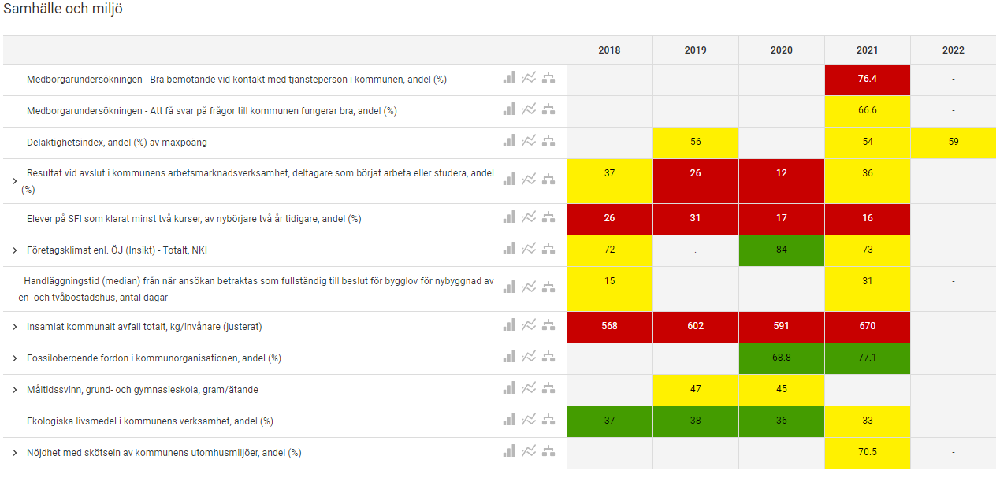 Samhälle och miljö
2018 2019 2020 2021 2022
Medborgarundersökningen - Bra bemötande vid kontakt med tjänsteperson i kommunen, andel (%) 76.4 -
Medborgarundersökningen - Att få svar på frågor till kommunen fungerar bra, andel (%) 66.6 -
Delaktighetsindex, andel (%) av maxpoäng 56 54 59
Resultat vid avslut i kommunens arbetsmarknadsverksamhet, deltagare som börjat arbeta eller studera, andel
(%) 37 26 12 36
Elever på SFI som klarat minst två kurser, av nybörjare två år tidigare, andel (%) 26 31 17 16
Företagsklimat enl. ÖJ (Insikt) - Totalt, NKI 72 . 84 73
Handläggningstid (median) från när ansökan betraktas som fullständig till beslut för bygglov för nybyggnad av
en- och tvåbostadshus, antal dagar 15 31 -
Insamlat kommunalt avfall totalt, kg/invånare (justerat) 568 602 591 670
Fossiloberoende fordon i kommunorganisationen, andel (%) 68.8 77.1
Måltidssvinn, grund- och gymnasieskola, gram/ätande 47 45
Ekologiska livsmedel i kommunens verksamhet, andel (%) 37 38 36 33
Nöjdhet med skötseln av kommunens utomhusmiljöer, andel (%) 70.5 -